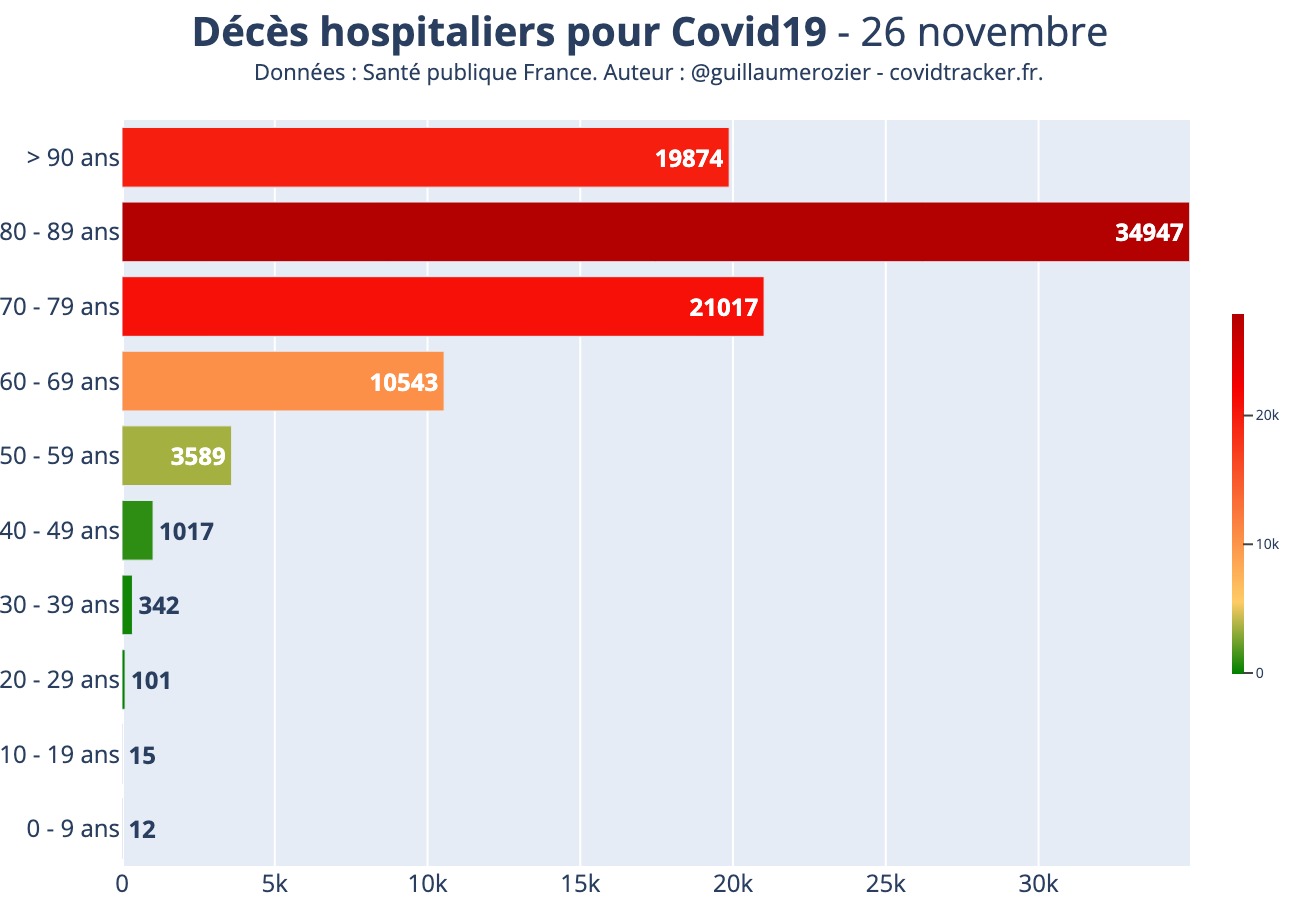 Décès hospitaliers pour Covid19 - 26 novembre
Données : Santé publique France. Auteur : @guillaumerozier - covidtracker.fr.
> 90 ans 19874
80 - 89 ans 34947
70 - 79 ans 21017
60 - 69 ans 10543
50 - 59 ans 3589
40 - 49 ans 1017
30 - 39 ans 342
20 - 29 ans 101
10 - 19 ans 15
0 - 9 ans 12
0 5k 10k 15k 20k 25k 30k
20k
10k
0